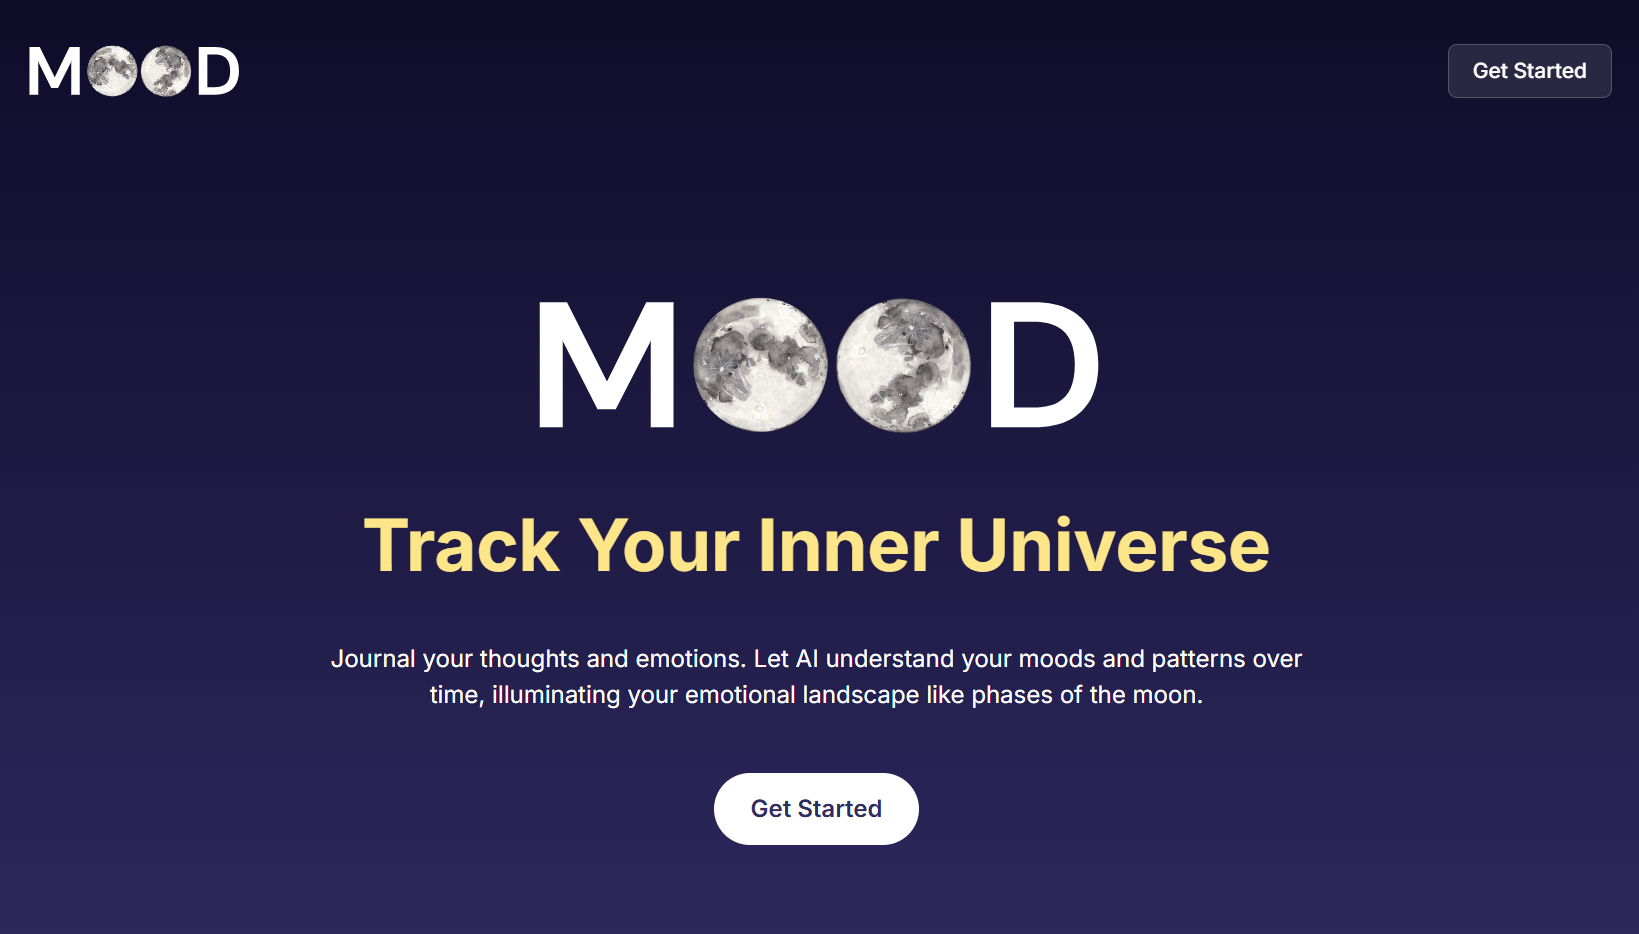 MOOD
Get Started
MOOD
Track Your Inner Universe
Journal your thoughts and emotions. Let AI understand your moods and patterns over
time, illuminating your emotional landscape like phases of the moon.
Get Started